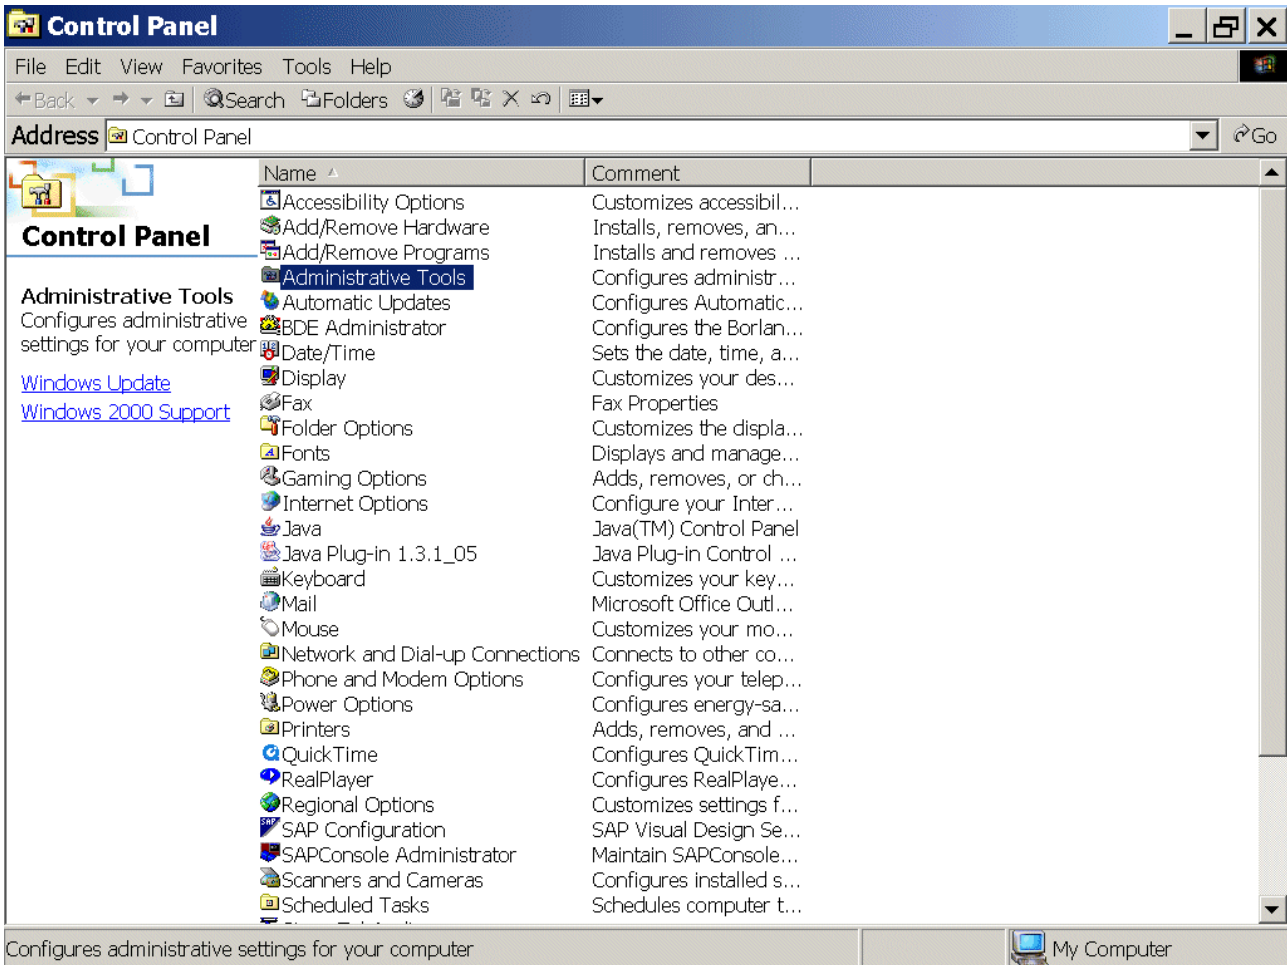 Control Panel
File Edit View Favorites Tools Help
Back Search Folders
Address Control Panel Go
Control Panel
Administrative Tools
Configures administrative
settings for your computer
Windows Update
Windows 2000 Support
Name Comment
Accessibility Options Customizes accessibil...
Add/Remove Hardware Installs, removes, an...
Add/Remove Programs Installs and removes ...
Administrative Tools Configures administr...
Automatic Updates Configures Automatic...
BDE Administrator Configures the Borlan...
Date/Time Sets the date, time, a...
Display Customizes your des...
Fax Fax Properties
Folder Options Customizes the displa...
Fonts Displays and manage...
Gaming Options Adds, removes, or ch...
Internet Options Configure your Inter...
Java Java(TM) Control Panel
Java Plug-in 1.3.1_05 Java Plug-in Control ...
Keyboard Customizes your key...
Mail Microsoft Office Outl...
Mouse Customizes your mo...
Network and Dial-up Connections Connects to other co...
Phone and Modem Options Configures your telep...
Power Options Configures energy-sa...
Printers Adds, removes, and ...
QuickTime Configures QuickTim...
RealPlayer Configures RealPlaye...
Regional Options Customizes settings f...
SAP Configuration SAP Visual Design Se...
SAPConsole Administrator Maintain SAPConsole...
Scanners and Cameras Configures installed s...
Scheduled Tasks Schedules computer t...
Configures administrative settings for your computer My Computer